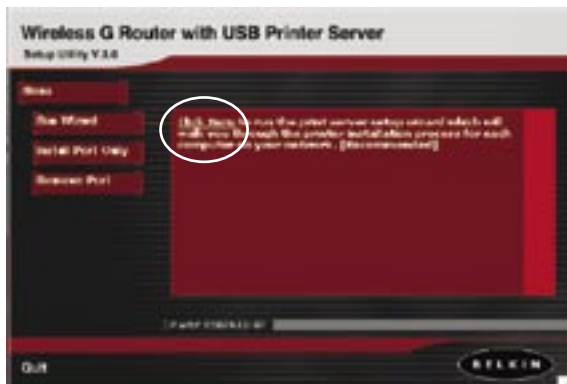 Wireless G Router with USB Printer Server
Setup Utility V 3.0
Menu
Run Wizard
Install Port Only
Remove Port
Click Here to run the print server setup wizard which will
walk you through the printer installation process for each
computer on your network. [Recommended]
Quit
BELKIN